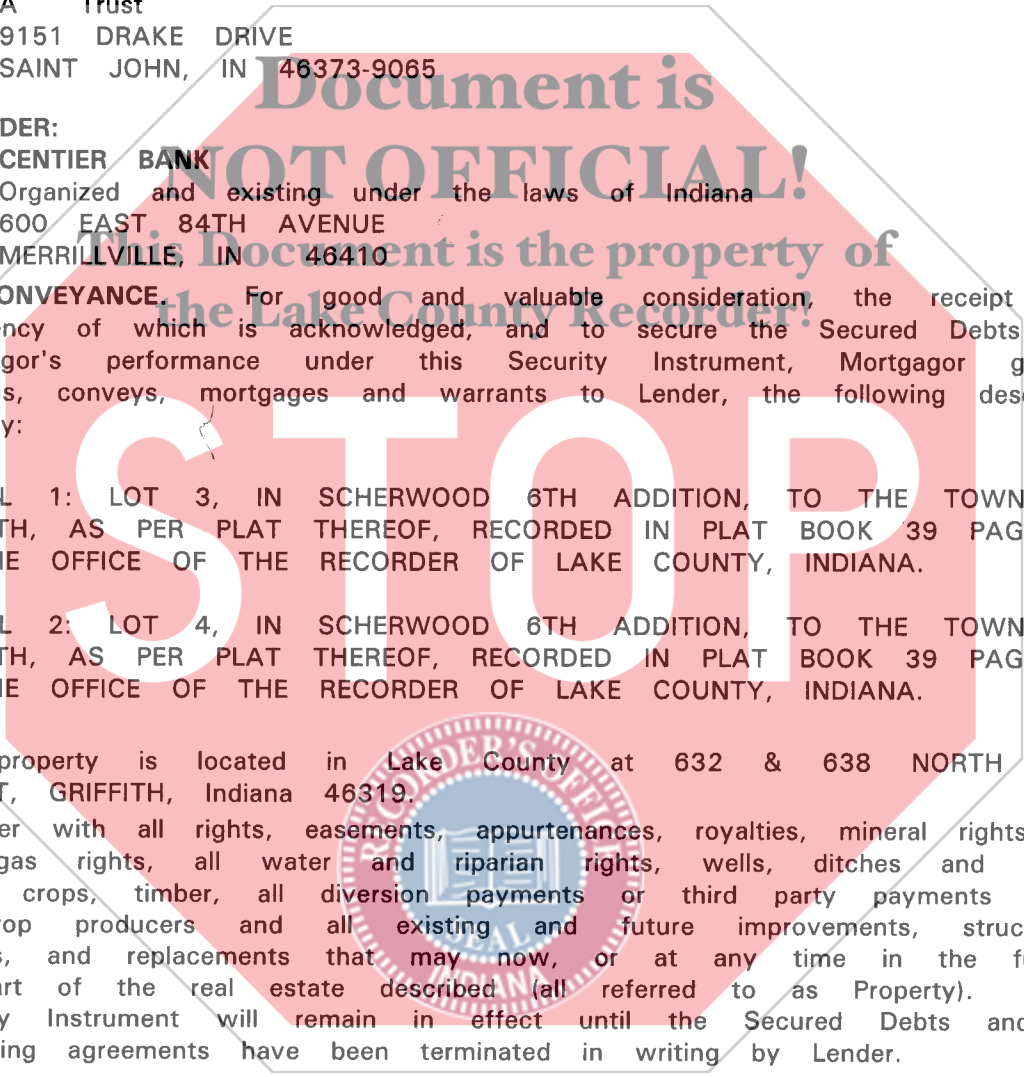 A Trust
9151 DRAKE DRIVE
SAINT JOHN, IN 46373-9065
Document is
DER:
CENTIER BANK
NOT OFFICIAL!
Organized and existing under the laws of Indiana
600 EAST 84TH AVENUE
This Document is the property of
MERRILLVILLE, IN 46410
ONVEYANCE. For good and valuable consideration, the receipt
the Lake County Recorder!
ncy of which is acknowledged, and to secure the Secured Debts
gor's performance under this Security Instrument, Mortgagor g
s, conveys, mortgages and warrants to Lender, the following desc
y:
STOP
L 1: LOT 3, IN SCHERWOOD 6TH ADDITION, TO THE TOWN
TH, AS PER PLAT THEREOF, RECORDED IN PLAT BOOK 39 PAG
HE OFFICE OF THE RECORDER OF LAKE COUNTY, INDIANA.
L 2: LOT 4, IN SCHERWOOD 6TH ADDITION, TO THE TOWN
TH, AS PER PLAT THEREOF, RECORDED IN PLAT BOOK 39 PAG
HE OFFICE OF THE RECORDER OF LAKE COUNTY, INDIANA.
property is located in Lake County at 632 & 638 NORTH
T, GRIFFITH, Indiana 46319.
er with all rights, easements, appurtenances, royalties, mineral rights
gas rights, all water and riparian rights, wells, ditches and
crops, timber, all diversion payments or third party payments
rop producers and all existing and future improvements, struc
s, and replacements that may now, or at any time in the fu
art of the real estate described (all referred to as Property).
y Instrument will remain in effect until the Secured Debts and
ing agreements have been terminated in writing by Lender.
RECORDER'S OFFICE
SEAL
INDIANA